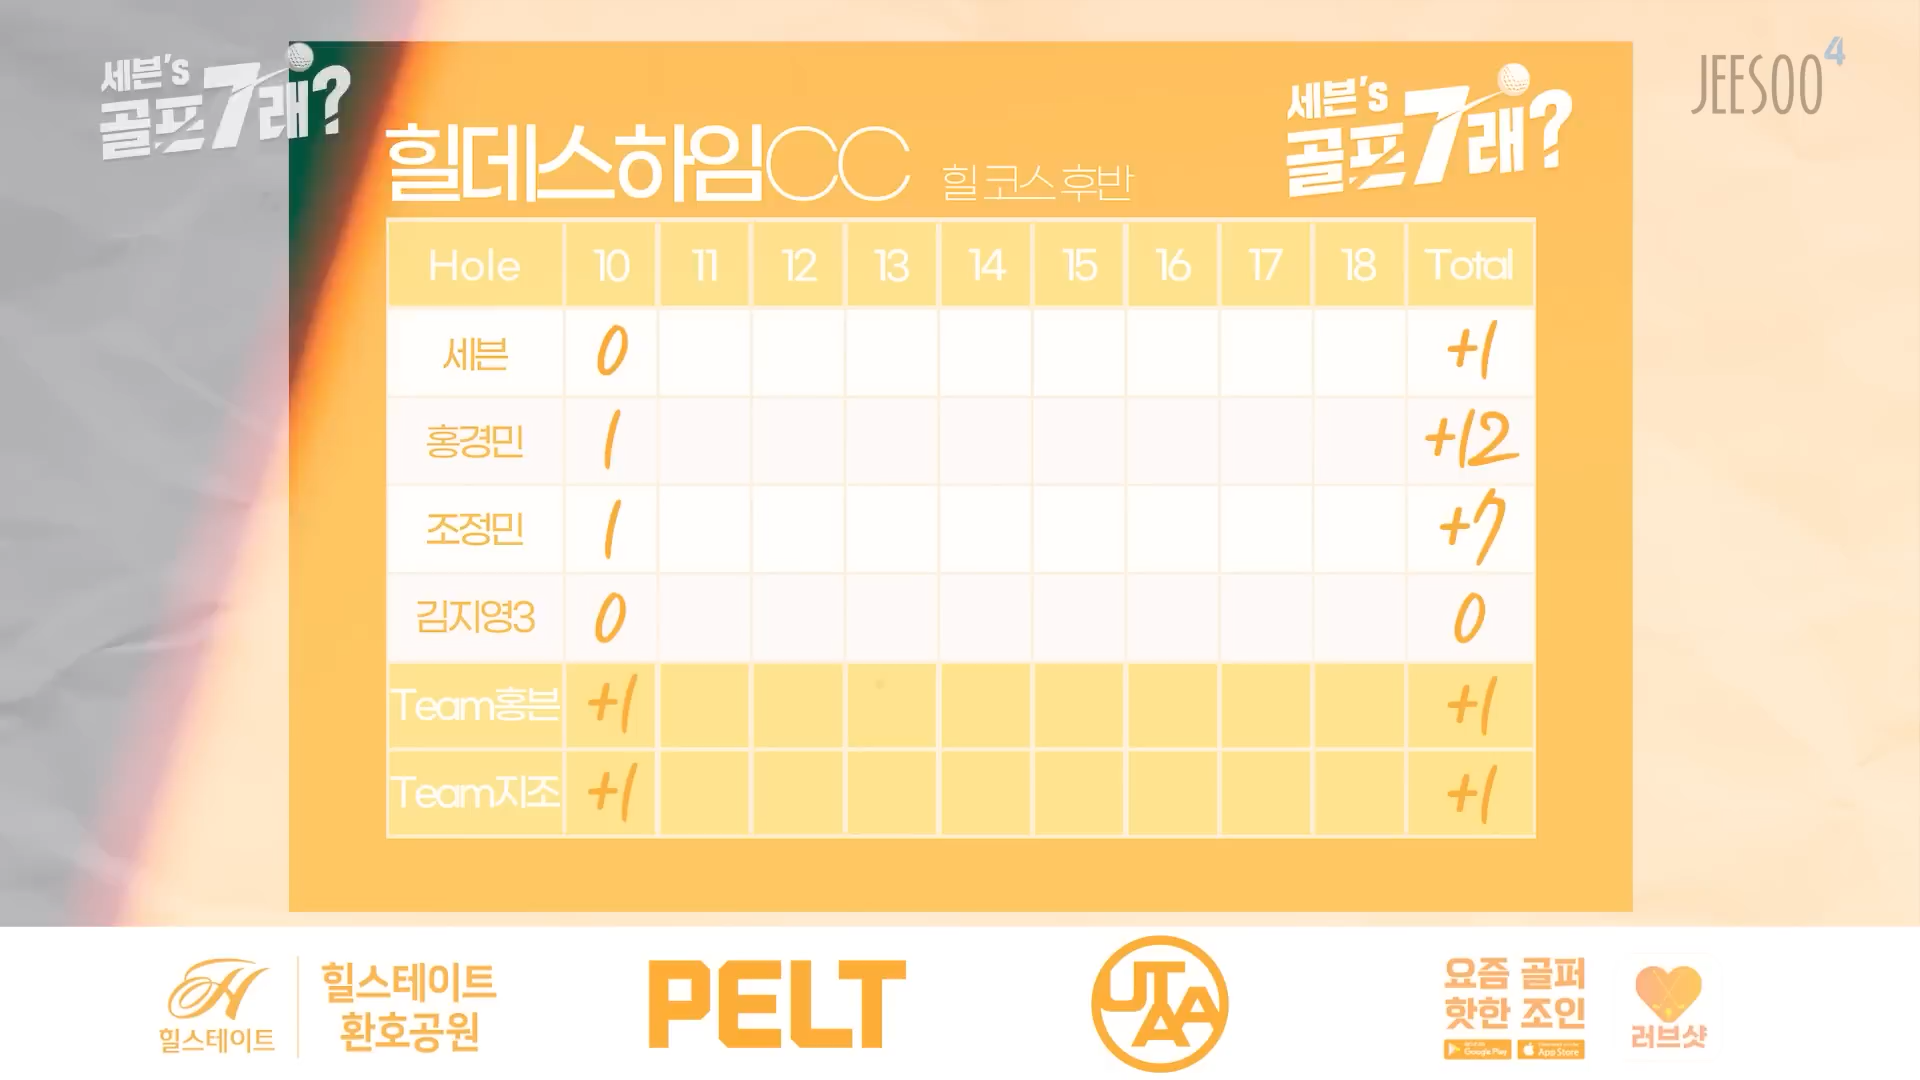 세븐's
골프7래?
세븐's
골프7래?
JEESOO4
힐데스하임CC 힐 코스 후반
Hole 10 11 12 13 14 15 16 17 18 Total
세븐 0 +1
홍경민 1 +12
조정민 1 +7
김지영3 0 0
Team홍븐 +1 +1
Team지조 +1 +1
힐스테이트
힐스테이트
환호공원
PELT
UTAA
요즘 골퍼
핫한 조인
Google Play App Store
러브샷